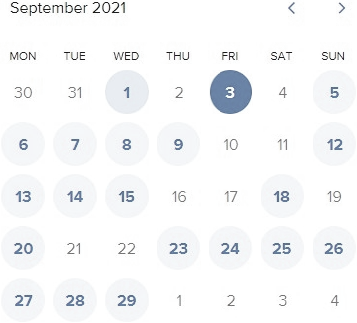 September 2021
MON TUE WED THU FRI SAT SUN
30 31 1 2 3 4 5
6 7 8 9 10 11 12
13 14 15 16 17 18 19
20 21 22 23 24 25 26
27 28 29 1 2 3 4